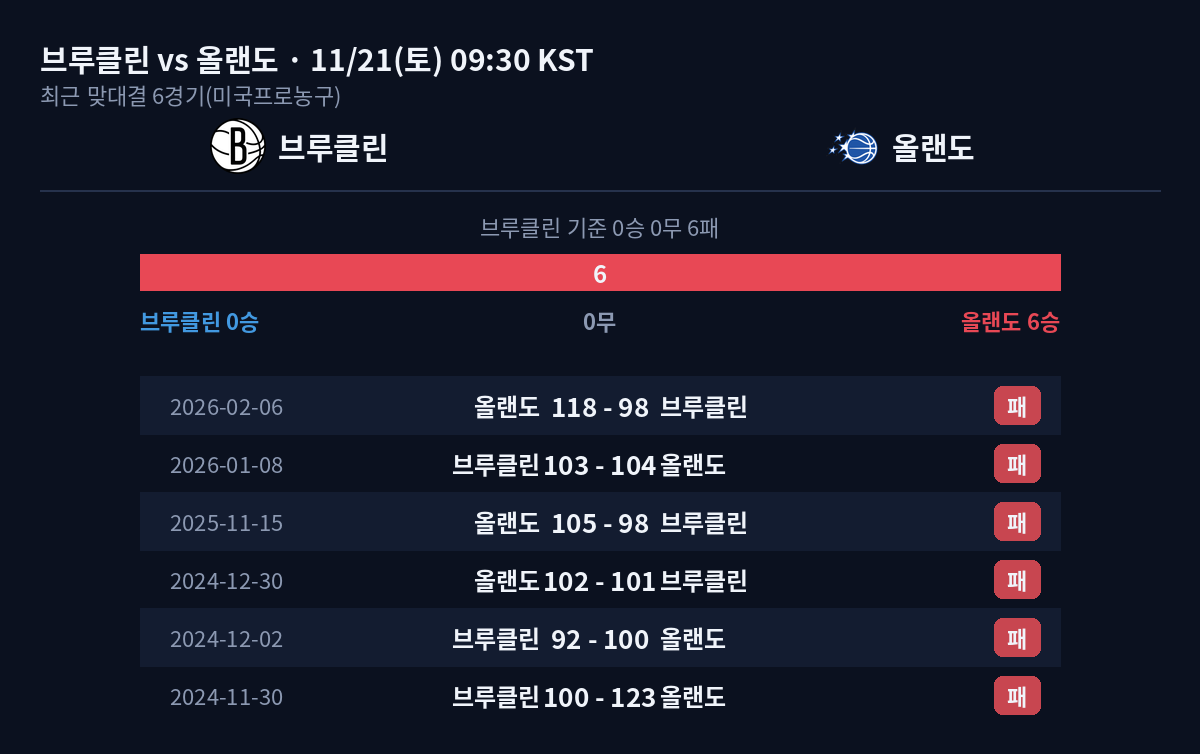 브루클린 vs 올랜도 · 11/21(토) 09:30 KST
최근 맞대결 6경기(미국프로농구)
B 브루클린 올랜도
브루클린 기준 0승 0무 6패
6
브루클린 0승 0무 올랜도 6승
2026-02-06 올랜도 118 - 98 브루클린 패
2026-01-08 브루클린 103 - 104 올랜도 패
2025-11-15 올랜도 105 - 98 브루클린 패
2024-12-30 올랜도 102 - 101 브루클린 패
2024-12-02 브루클린 92 - 100 올랜도 패
2024-11-30 브루클린 100 - 123 올랜도 패